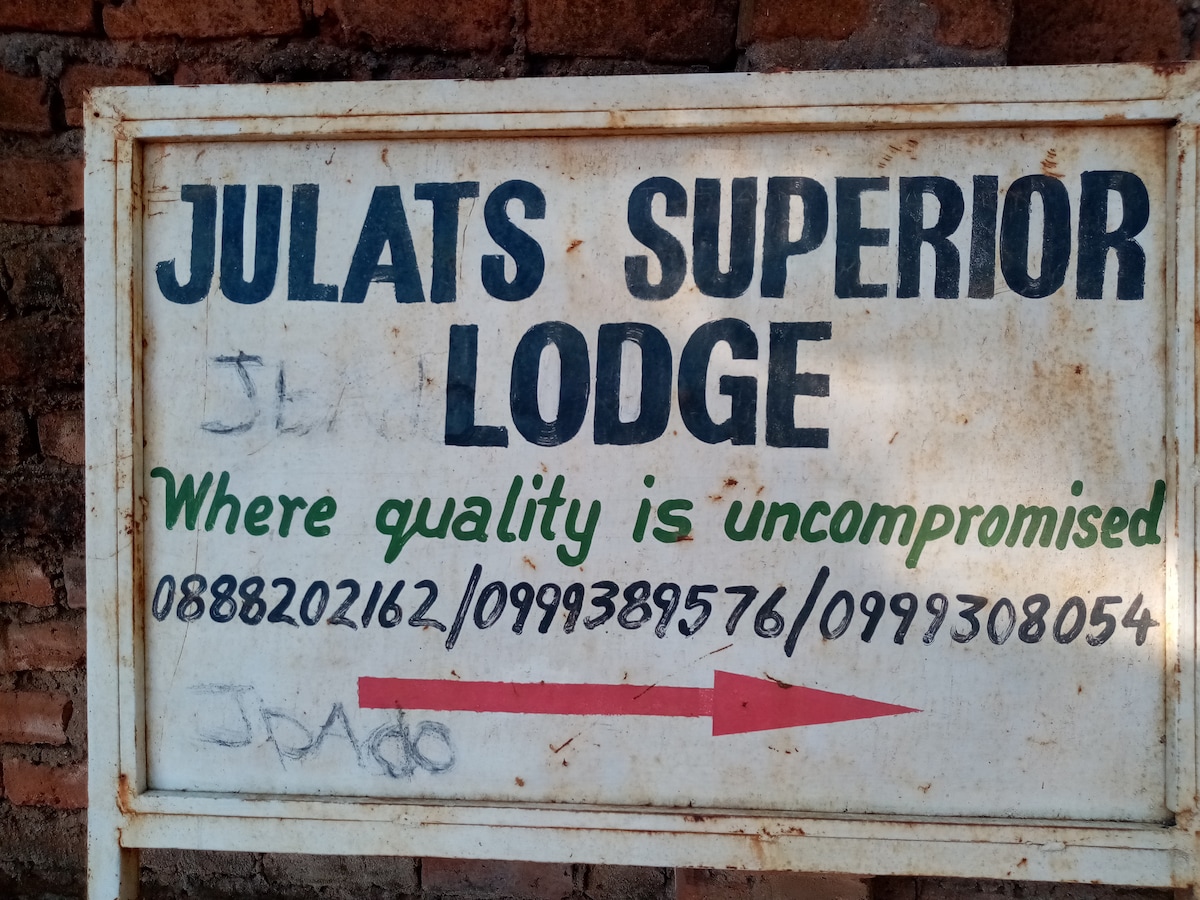 JULATS SUPERIOR
LODGE
Where quality is uncompromised
0888202162/0999389576/0999308054